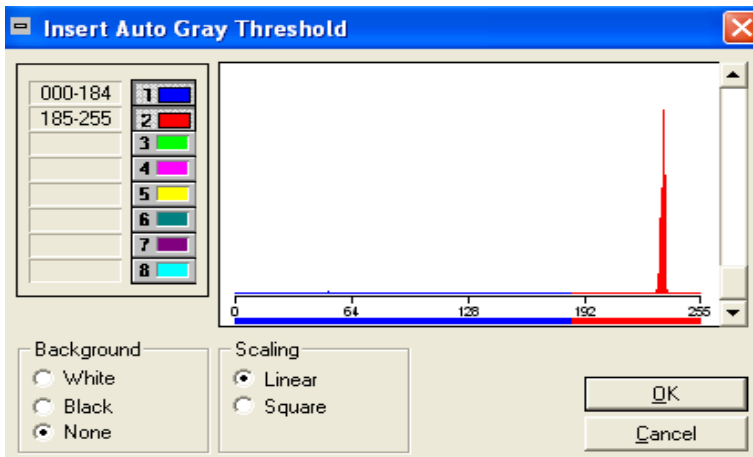 Insert Auto Gray Threshold
000-184 1
185-255 2
3
4
5
6
7
8
0 64 128 192 255
Background
White
Black
None
Scaling
Linear
Square
OK
Cancel